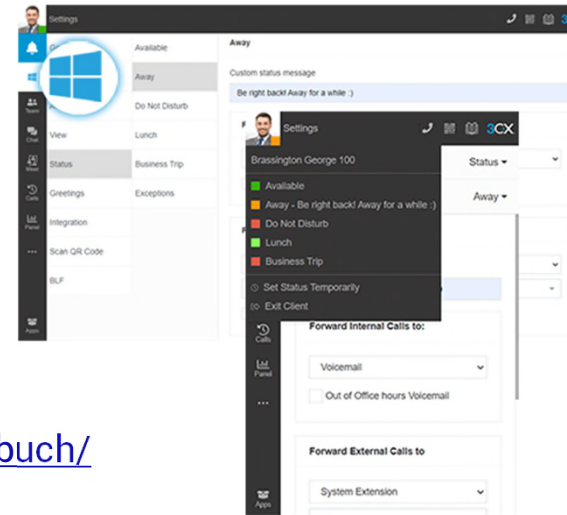 Settings
Available
Away
Custom status message
Away
Be right back! Away for a while :)
Team
Do Not Disturb
Settings
3CX
Chat
View
Lunch
Brassington George 100
Status
Meet
Status
Business Trip
Available
Away - Be right back! Away for a while :)
Away
Calls
Greetings
Exceptions
Do Not Disturb
Lunch
Panel
Integration
Business Trip
Scan QR Code
Set Status Temporarily
BLF
Exit Client
Apps
Calls
Forward Internal Calls to:
Panel
Voicemail
Out of Office hours Voicemail
buch/
Forward External Calls to
Apps
System Extension